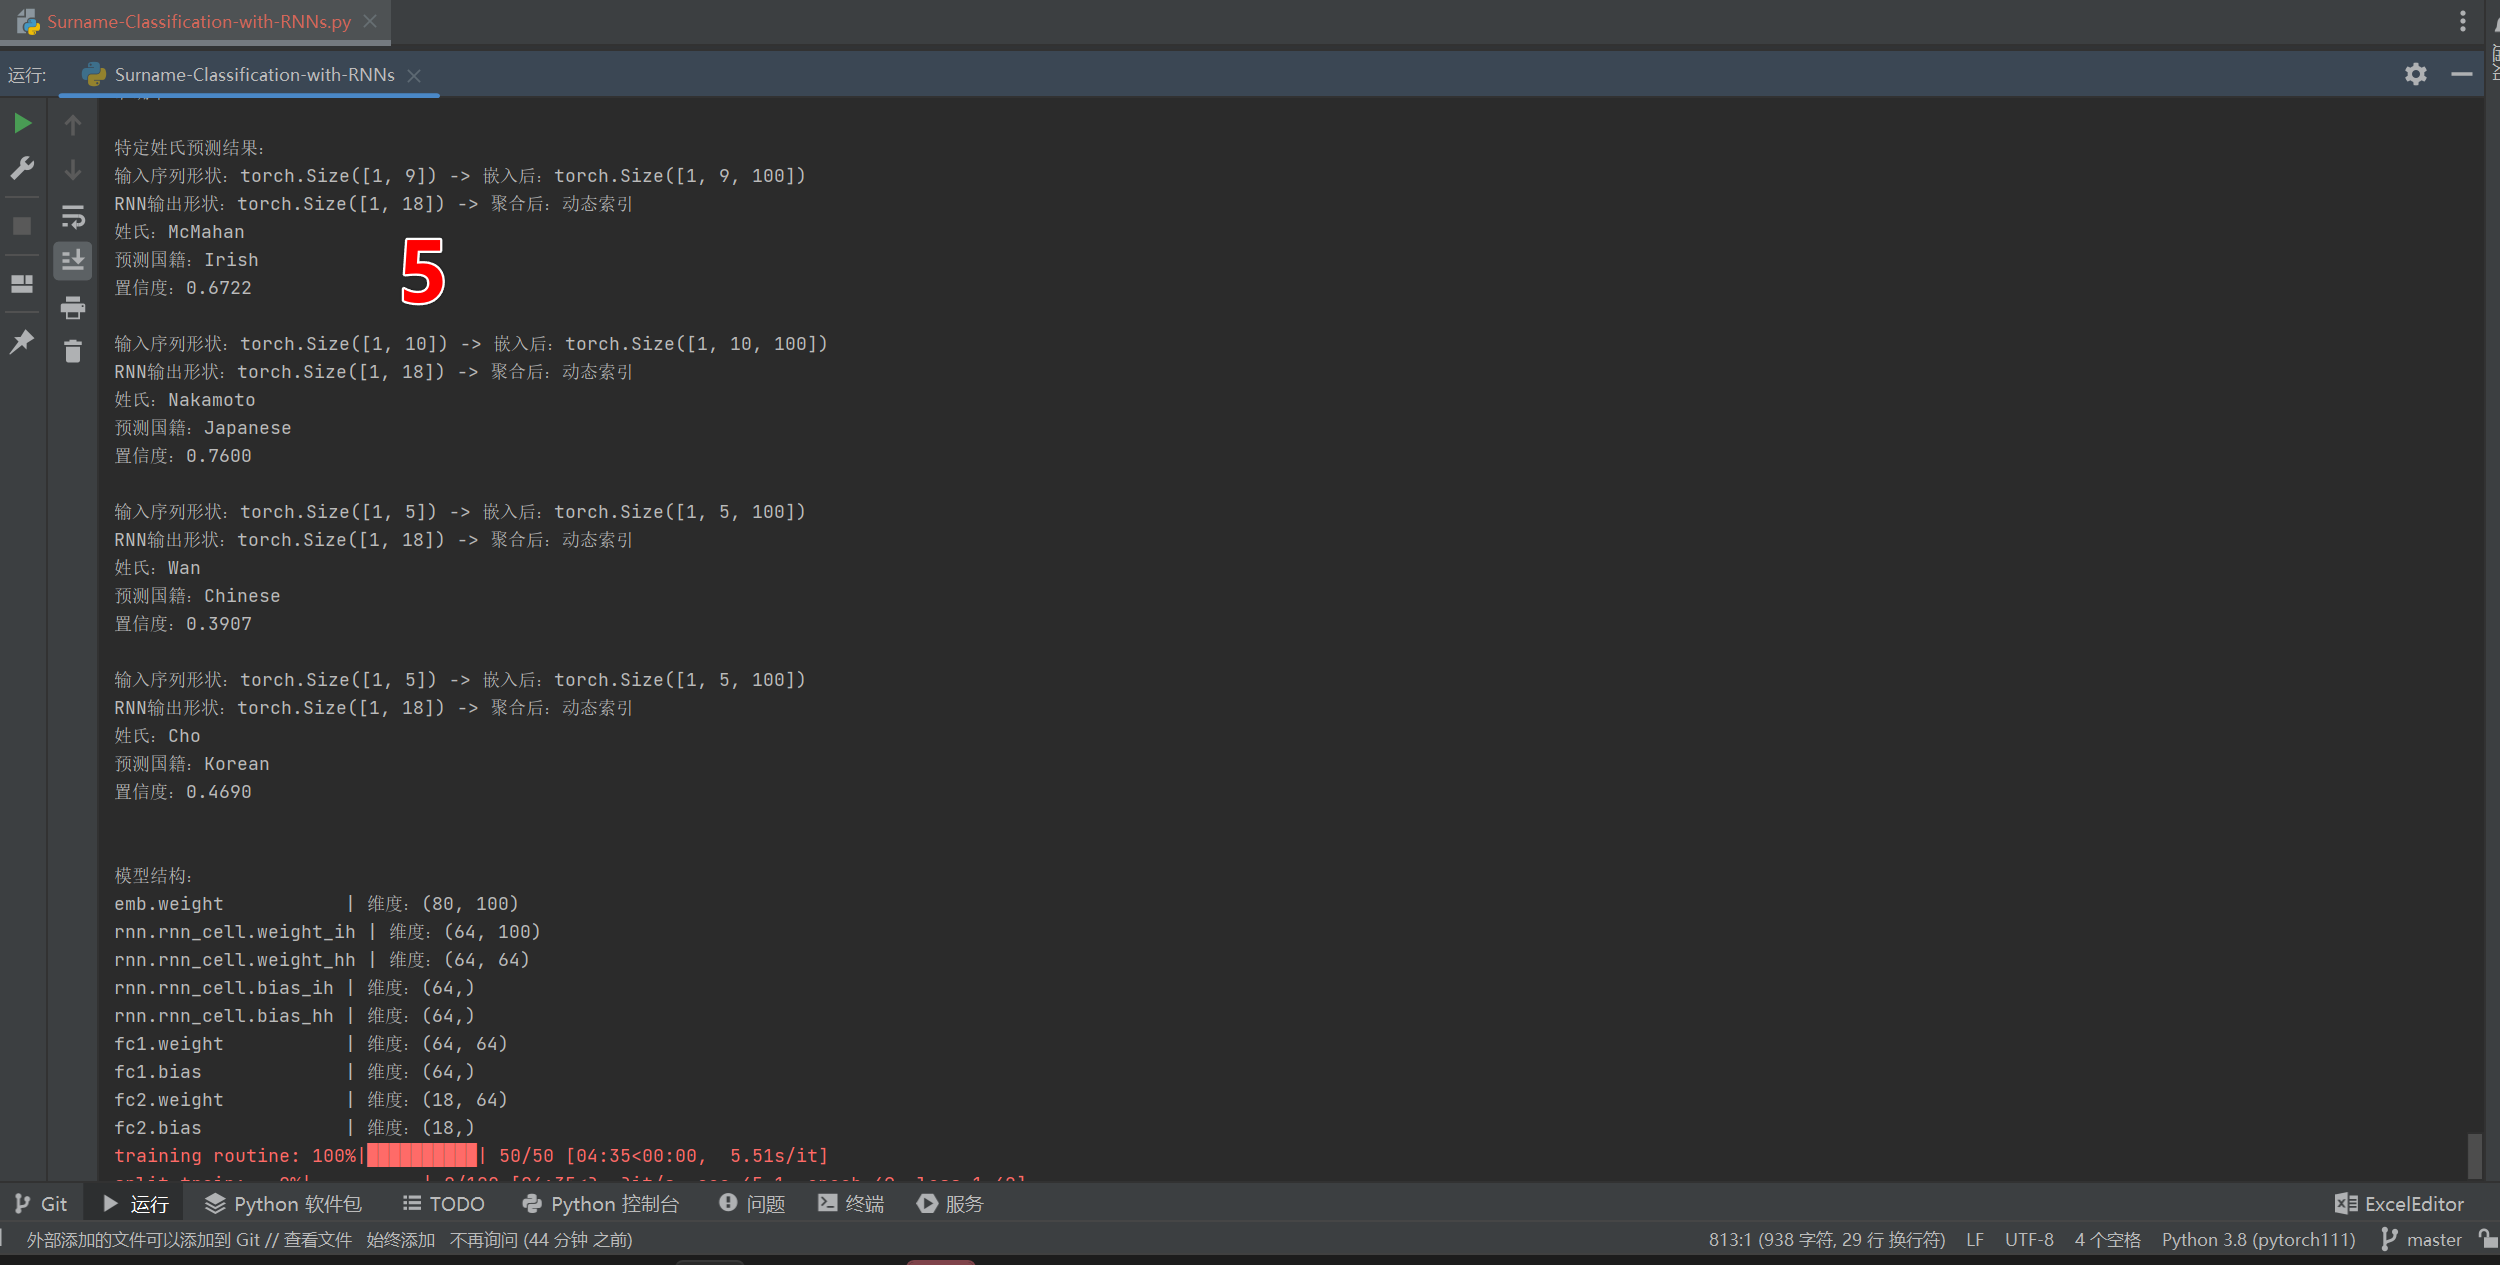 Surname-Classification-with-RNNs.py
运行: Surname-Classification-with-RNNs
特定姓氏预测结果:
输入序列形状: torch.Size([1, 9]) -> 嵌入后: torch.Size([1, 9, 100])
RNN输出形状: torch.Size([1, 18]) -> 聚合后: 动态索引
姓氏: McMahan
预测国籍: Irish
置信度: 0.6722
5
输入序列形状: torch.Size([1, 10]) -> 嵌入后: torch.Size([1, 10, 100])
RNN输出形状: torch.Size([1, 18]) -> 聚合后: 动态索引
姓氏: Nakamoto
预测国籍: Japanese
置信度: 0.7600
输入序列形状: torch.Size([1, 5]) -> 嵌入后: torch.Size([1, 5, 100])
RNN输出形状: torch.Size([1, 18]) -> 聚合后: 动态索引
姓氏: Wan
预测国籍: Chinese
置信度: 0.3907
输入序列形状: torch.Size([1, 5]) -> 嵌入后: torch.Size([1, 5, 100])
RNN输出形状: torch.Size([1, 18]) -> 聚合后: 动态索引
姓氏: Cho
预测国籍: Korean
置信度: 0.4690
模型结构:
emb.weight | 维度: (80, 100)
rnn.rnn_cell.weight_ih | 维度: (64, 100)
rnn.rnn_cell.weight_hh | 维度: (64, 64)
rnn.rnn_cell.bias_ih | 维度: (64,)
rnn.rnn_cell.bias_hh | 维度: (64,)
fc1.weight | 维度: (64, 64)
fc1.bias | 维度: (64,)
fc2.weight | 维度: (18, 64)
fc2.bias | 维度: (18,)
training routine: 100%|██████████| 50/50 [04:35<00:00, 5.51s/it]
Git 运行 Python 软件包 TODO Python 控制台 问题 终端 服务 ExcelEditor
外部添加的文件可以添加到 Git // 查看文件 始终添加 不再询问 (44 分钟 之前) 813:1 (938 字符, 29 行 换行符) LF UTF-8 4 个空格 Python 3.8 (pytorch111) master